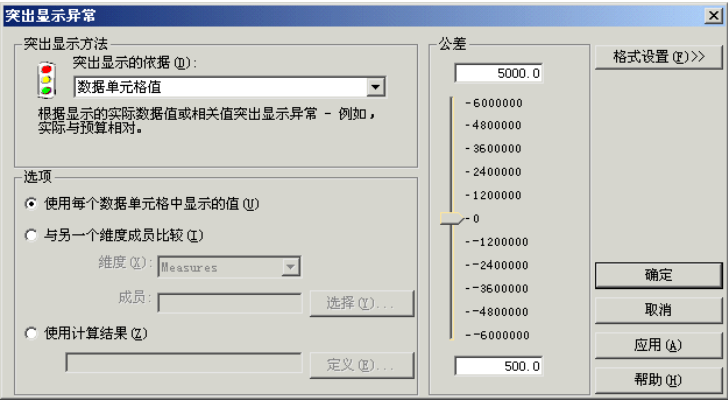 突出显示异常
突出显示方法
突出显示的依据(D):
数据单元格值
根据显示的实际数据值或相关值突出显示异常 - 例如，
实际与预算相对。
选项
使用每个数据单元格中显示的值(U)
与另一个维度成员比较(I)
维度(X):
Measures
成员:
选择(Y)...
使用计算结果(Z)
定义(E)...
公差
5000.0
-6000000
-4800000
-3600000
-2400000
-1200000
-0
--1200000
--2400000
--3600000
--4800000
--6000000
500.0
格式设置(F)>>
确定
取消
应用(A)
帮助(H)